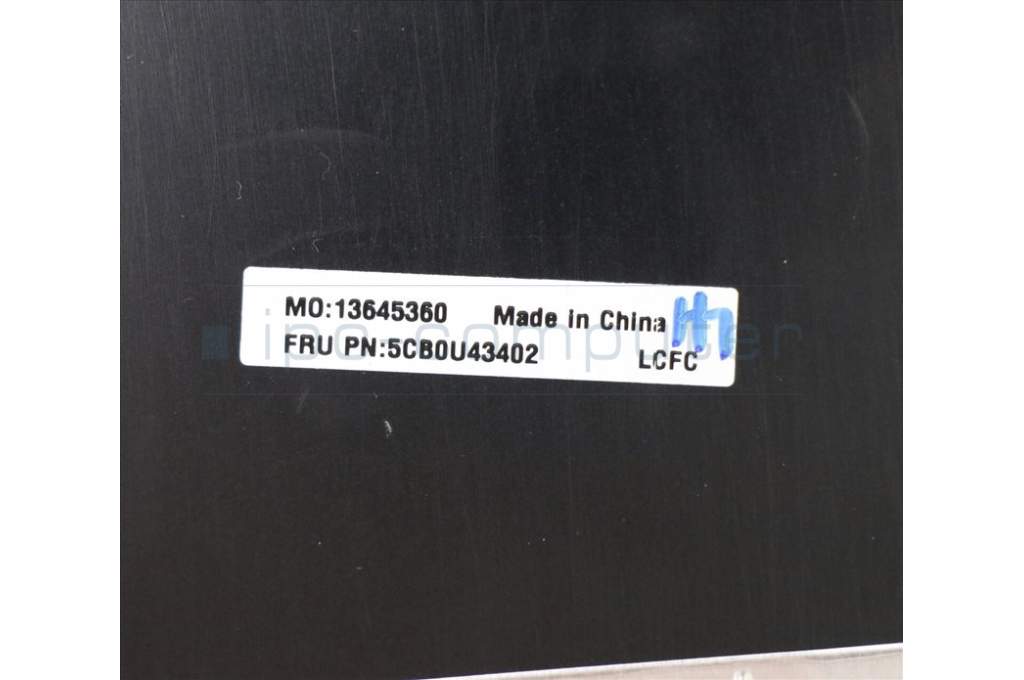 MO:13645360 Made in China
FRU PN:5CB0U43402 LCFC
ipc-computer